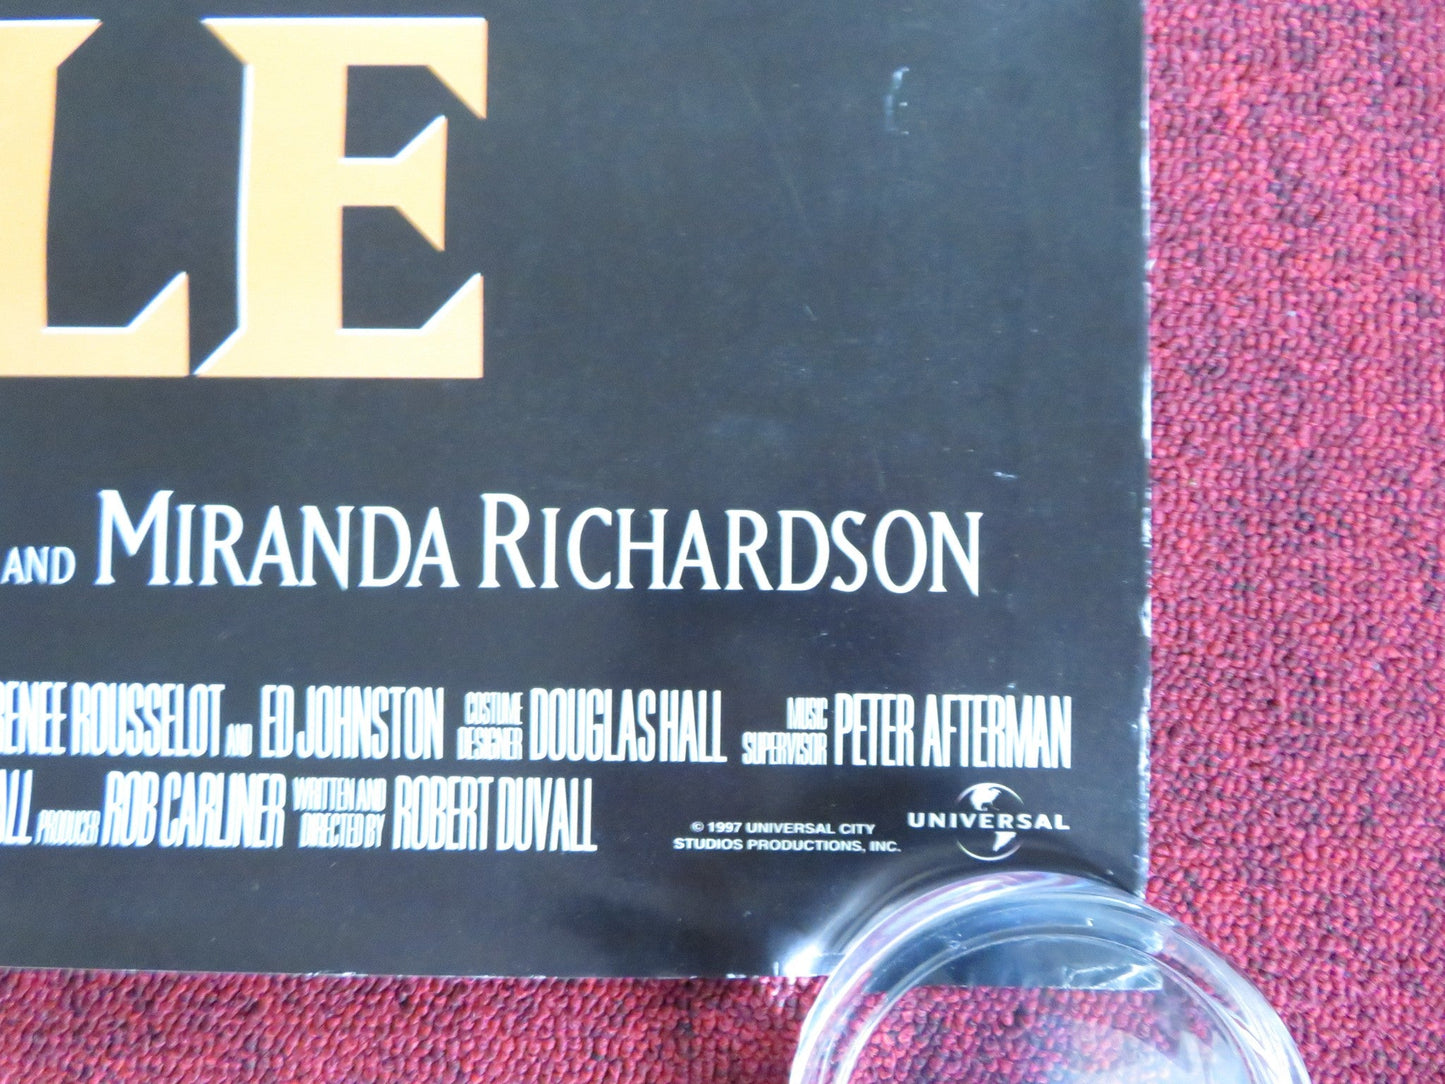 LE
AND MIRANDA RICHARDSON
RENEE ROUSSELOT AND ED JOHNSTON COSTUME DESIGNER DOUGLAS HALL MUSIC SUPERVISOR PETER AFTERMAN
ALL PRODUCER ROB CARLINER WRITTEN AND DIRECTED BY ROBERT DUVALL
© 1997 UNIVERSAL CITY
STUDIOS PRODUCTIONS, INC.
UNIVERSAL